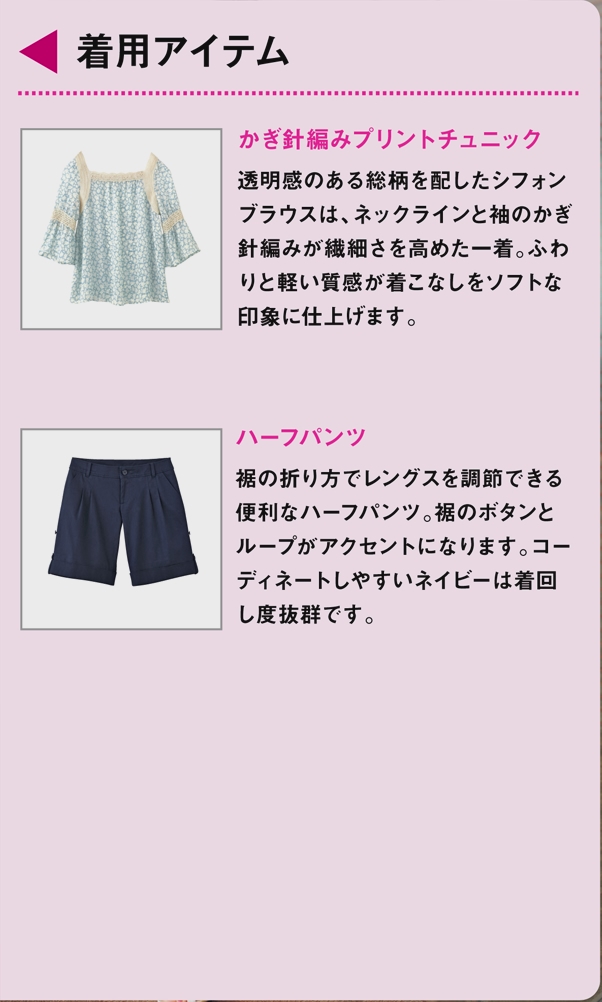 着用アイテム
かぎ針編みプリントチュニック
透明感のある総柄を配したシフォン
ブラウスは、ネックラインと袖のかぎ
針編みが繊細さを高めた一着。ふわ
りと軽い質感が着こなしをソフトな
印象に仕上げます。
ハーフパンツ
裾の折り方でレングスを調節できる
便利なハーフパンツ。裾のボタンと
ループがアクセントになります。コー
ディネートしやすいネイビーは着回
し度抜群です。